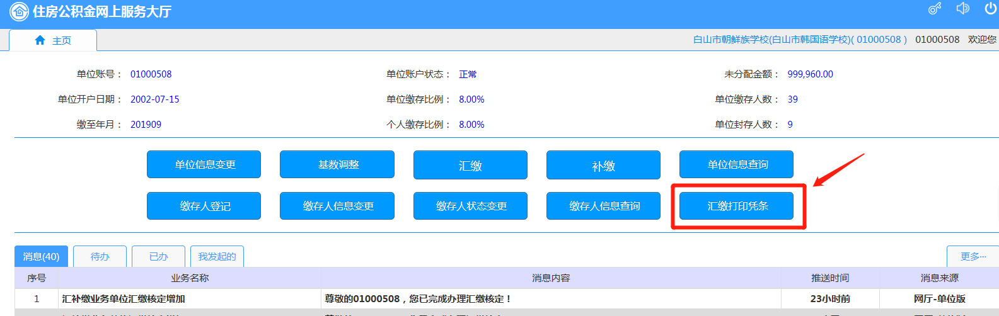 住房公积金网上服务大厅
主页
白山市朝鲜族学校(白山市韩国语学校)( 01000508 ) 01000508 欢迎您
单位账号： 01000508 单位账户状态： 正常 未分配金额： 999,960.00
单位开户日期： 2002-07-15 单位缴存比例： 8.00% 单位缴存人数： 39
缴至年月： 201909 个人缴存比例： 8.00% 单位封存人数： 9
单位信息变更 基数调整 汇缴 补缴 单位信息查询
缴存人登记 缴存人信息变更 缴存人状态变更 缴存人信息查询 汇缴打印凭条
消息(40) 待办 已办 我发起的 更多···
序号 业务名称 消息内容 推送时间 消息来源
1 汇补缴业务单位汇缴核定增加 尊敬的01000508，您已完成办理汇缴核定！ 23小时前 网厅-单位版